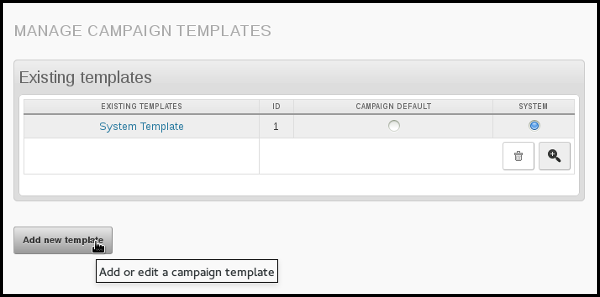 MANAGE CAMPAIGN TEMPLATES
Existing templates
EXISTING TEMPLATES ID CAMPAIGN DEFAULT SYSTEM
System Template 1
Add new template
Add or edit a campaign template